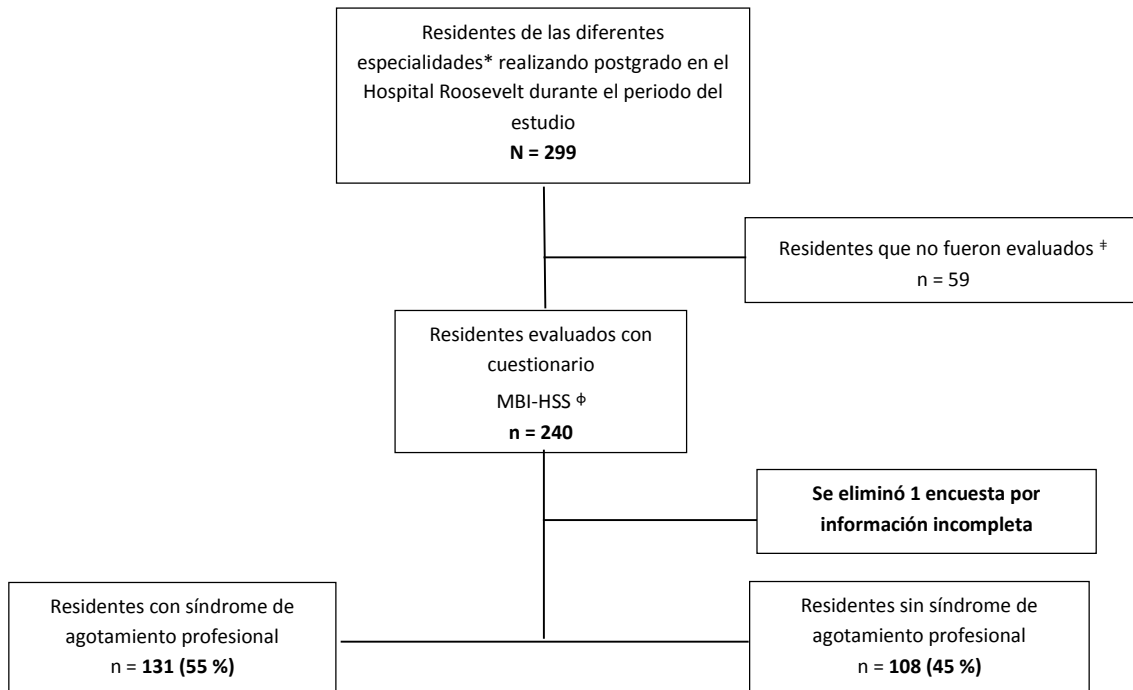 Residentes de las diferentes
especialidades* realizando postgrado en el
Hospital Roosevelt durante el periodo del
estudio
N = 299
Residentes que no fueron evaluados ǂ
n = 59
Residentes evaluados con
cuestionario
MBI-HSS ɸ
n = 240
Se eliminó 1 encuesta por
información incompleta
Residentes con síndrome de
agotamiento profesional
n = 131 (55 %)
Residentes sin síndrome de
agotamiento profesional
n = 108 (45 %)